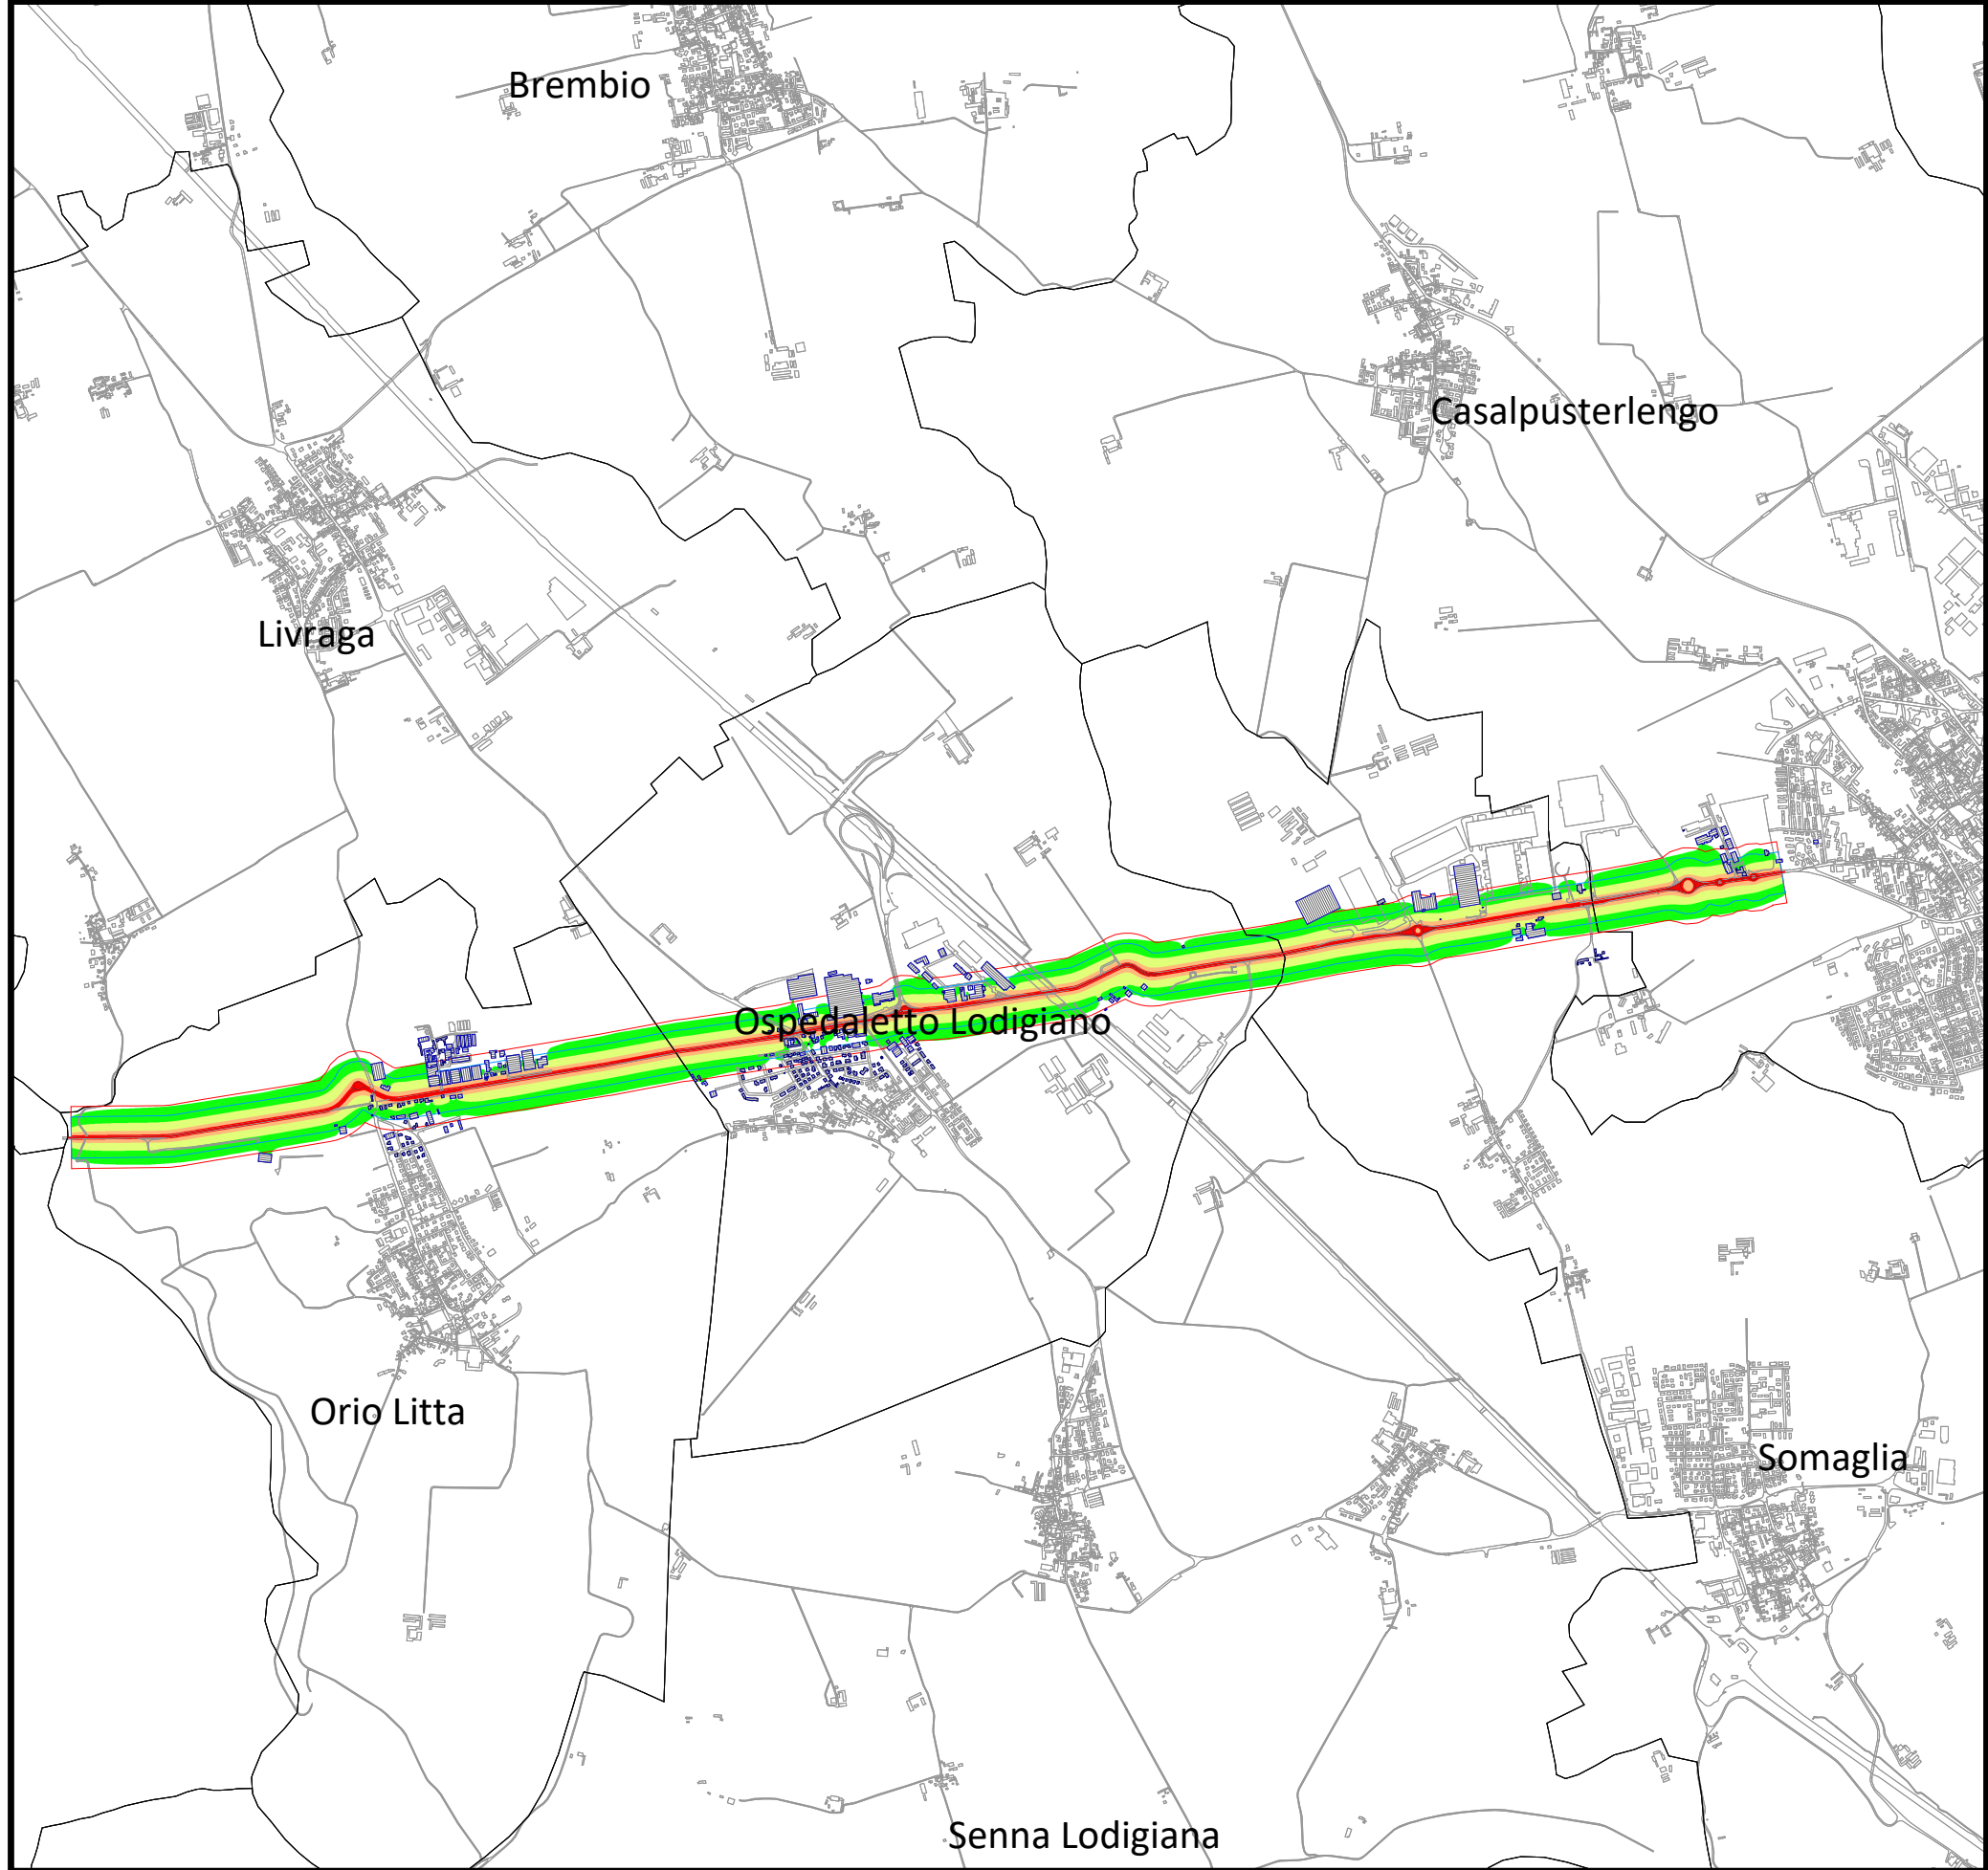 Brembio
Casalpusterlengo
Livraga
Ospedaletto Lodigiano
Orio Litta
Somaglia
Senna Lodigiana